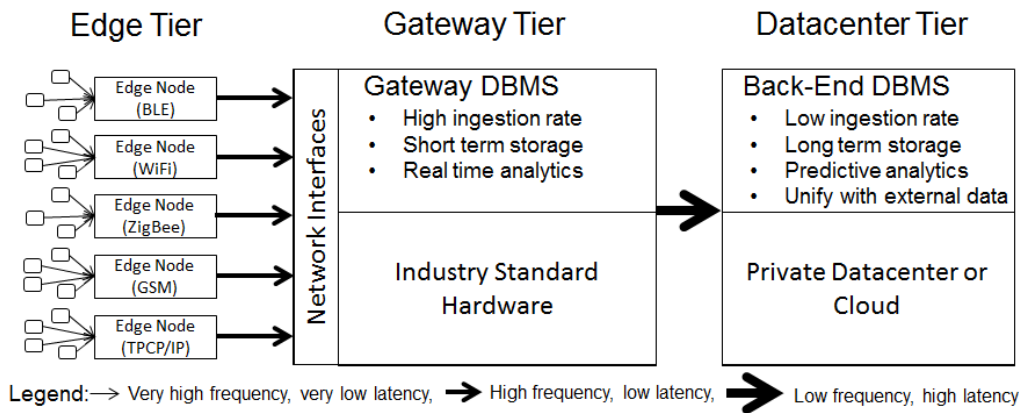 Edge Tier
Gateway Tier
Datacenter Tier
Edge Node
(BLE)
Edge Node
(WiFi)
Edge Node
(ZigBee)
Edge Node
(GSM)
Edge Node
(TPCP/IP)
Network Interfaces
Gateway DBMS
• High ingestion rate
• Short term storage
• Real time analytics
Industry Standard
Hardware
Back-End DBMS
• Low ingestion rate
• Long term storage
• Predictive analytics
• Unify with external data
Private Datacenter or
Cloud
Legend: Very high frequency, very low latency, High frequency, low latency, Low frequency, high latency